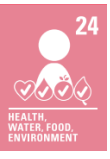 24
HEALTH,
WATER, FOOD,
ENVIRONMENT